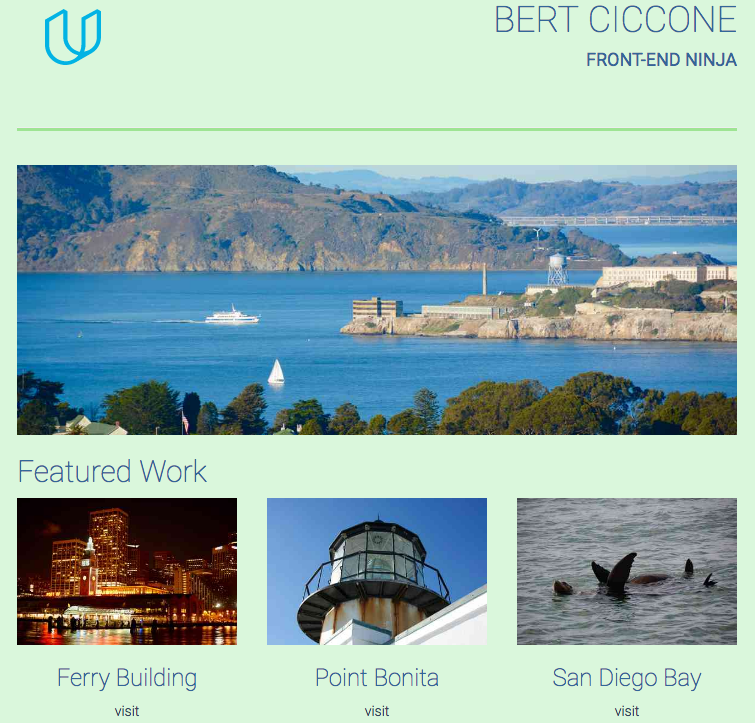 BERT CICCONE
FRONT-END NINJA
Featured Work
Ferry Building
Point Bonita
San Diego Bay
visit
visit
visit